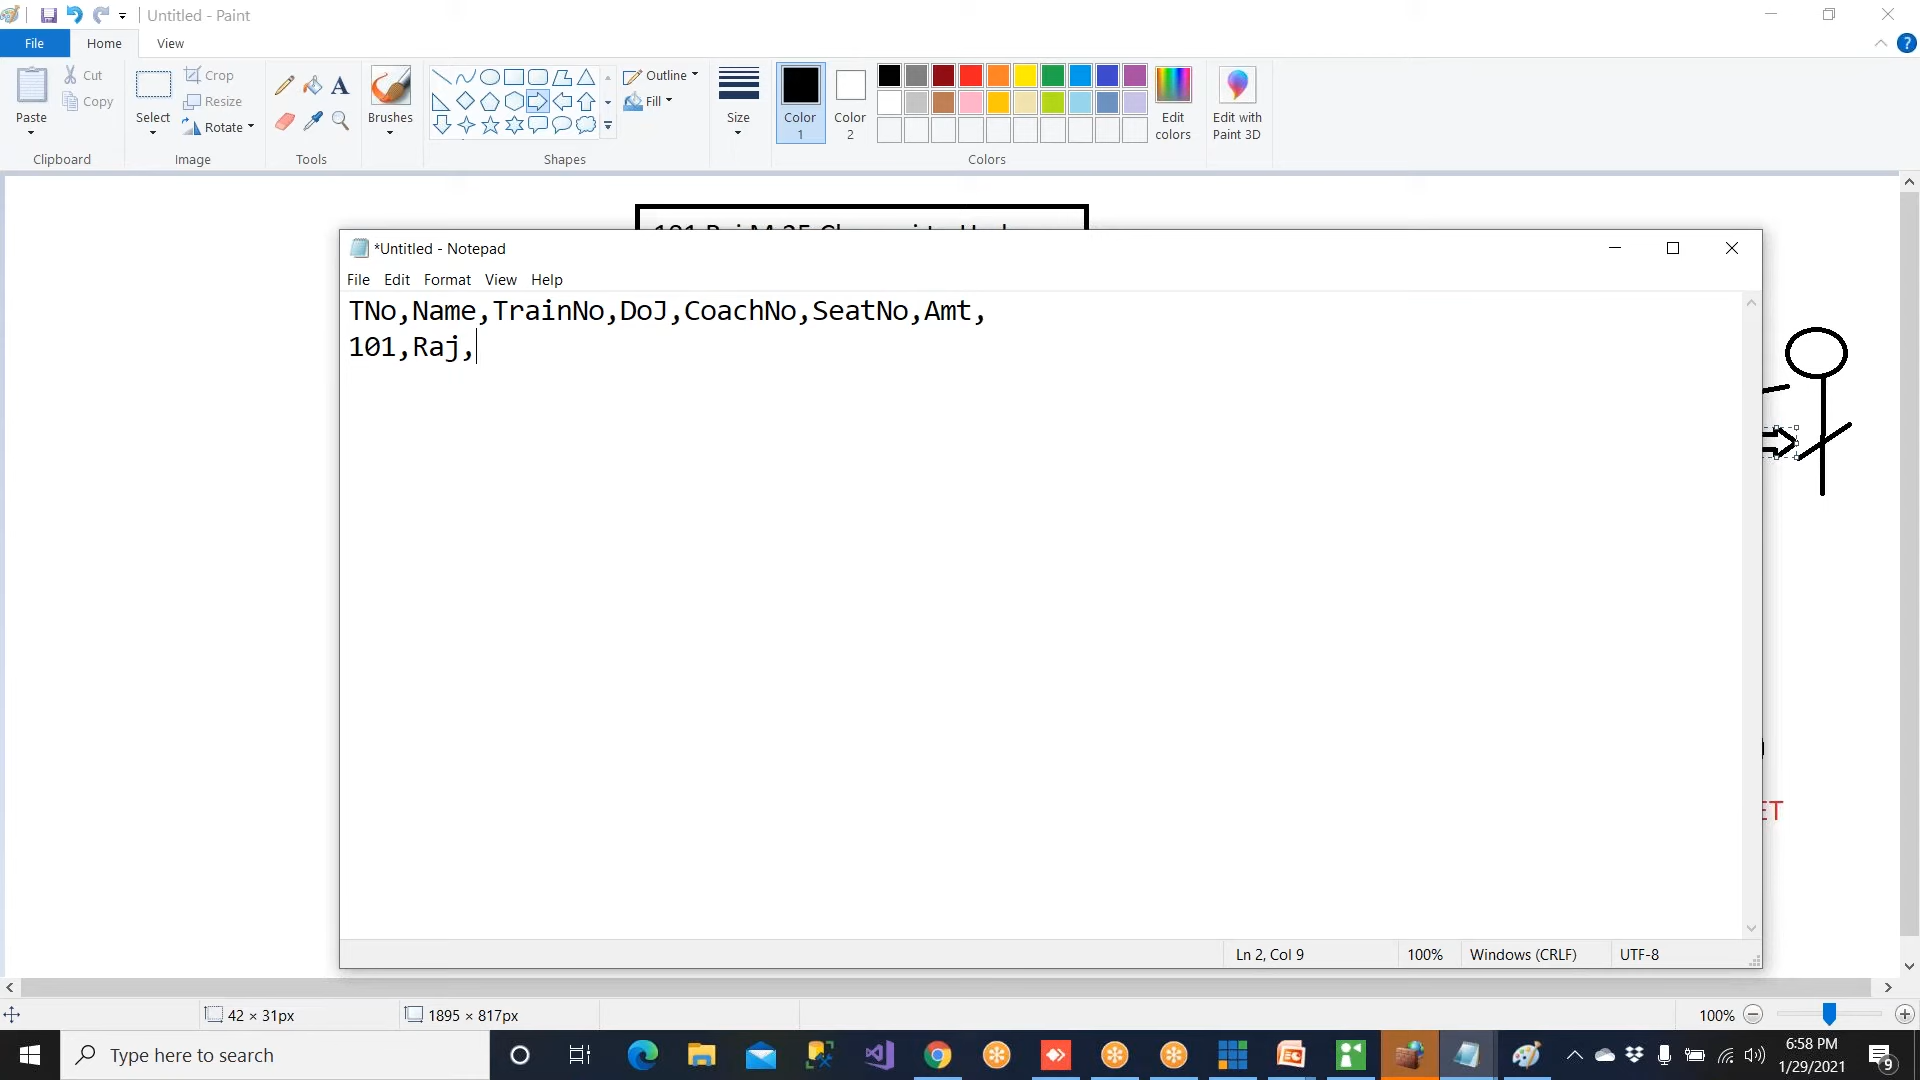 Untitled - Paint
File Home View
Paste
Cut
Copy
Clipboard
Select
Crop
Resize
Rotate
Image
A
Tools
Brushes
Outline
Fill
Shapes
Size
Color 1
Color 2
Edit colors
Colors
Edit with Paint 3D
*Untitled - Notepad
File Edit Format View Help
TNo,Name,TrainNo,DoJ,CoachNo,SeatNo,Amt,
101,Raj,
ET
Ln 2, Col 9
100%
Windows (CRLF)
UTF-8
42 × 31px
1895 × 817px
100%
Type here to search
6:58 PM
1/29/2021
9